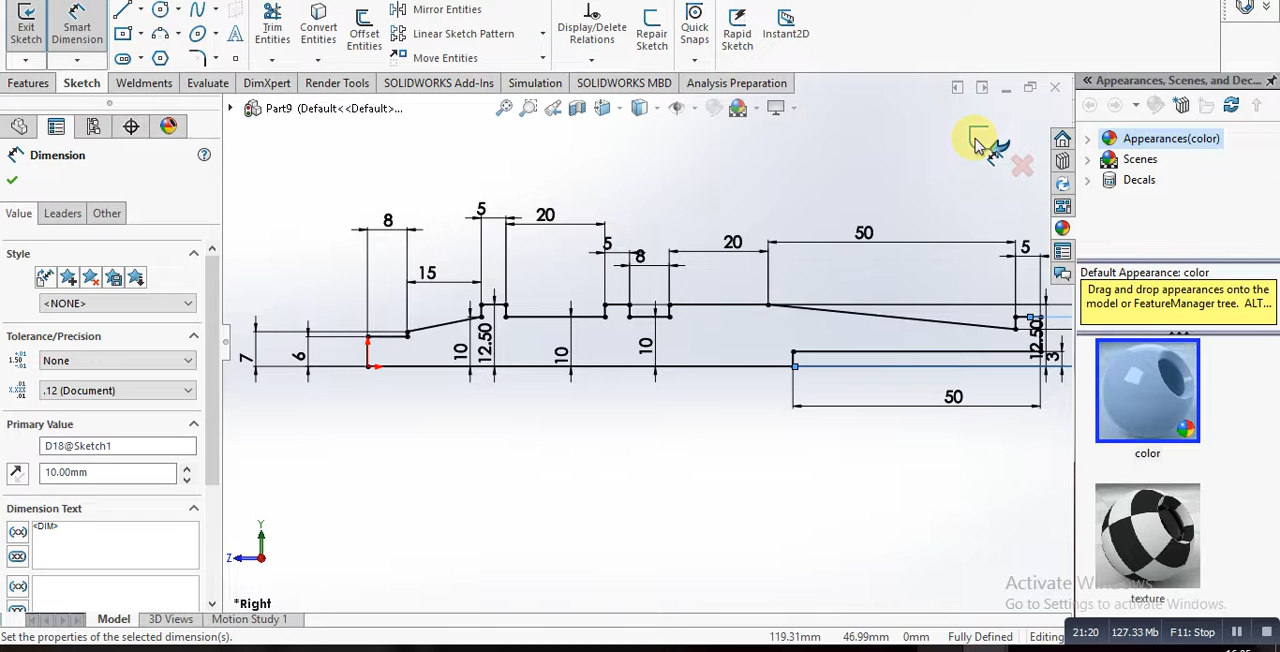 Exit Sketch
Smart Dimension
Trim Entities
Convert Entities
Offset Entities
Mirror Entities
Linear Sketch Pattern
Move Entities
Display/Delete Relations
Repair Sketch
Quick Snaps
Rapid Sketch
Instant2D
Features
Sketch
Weldments
Evaluate
DimXpert
Render Tools
SOLIDWORKS Add-Ins
Simulation
SOLIDWORKS MBD
Analysis Preparation
Part9 (Default<<Default>...
Appearances, Scenes, and Dec...
Appearances(color)
Scenes
Decals
Dimension
Value
Leaders
Other
Style
<NONE>
Tolerance/Precision
None
.12 (Document)
Primary Value
D18@Sketch1
10.00mm
Dimension Text
<DIM>
8
5
20
5
8
20
50
5
15
7
6
10
12.50
10
10
12.50
3
50
Y
Z
*Right
Default Appearance: color
Drag and drop appearances onto the
model or FeatureManager tree. ALT...
color
texture
Activate Windows
Go to Settings to activate Windows.
Model
3D Views
Motion Study 1
Set the properties of the selected dimension(s).
119.31mm
46.99mm
0mm
Fully Defined
Editing
21:20
127.33 Mb
F11: Stop